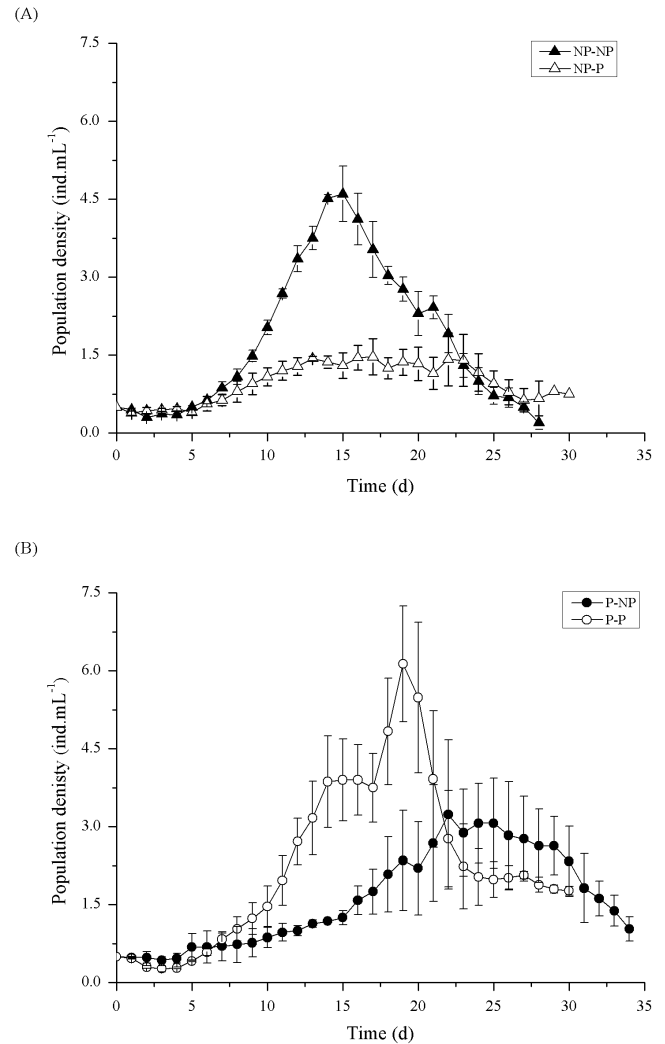 (A)
7.5
6.0
4.5
3.0
1.5
0.0
Population density (ind.mL-1)
NP-NP
NP-P
0 5 10 15 20 25 30 35
Time (d)
(B)
7.5
6.0
4.5
3.0
1.5
0.0
Population denisty (ind.mL-1)
P-NP
P-P
0 5 10 15 20 25 30 35
Time (d)